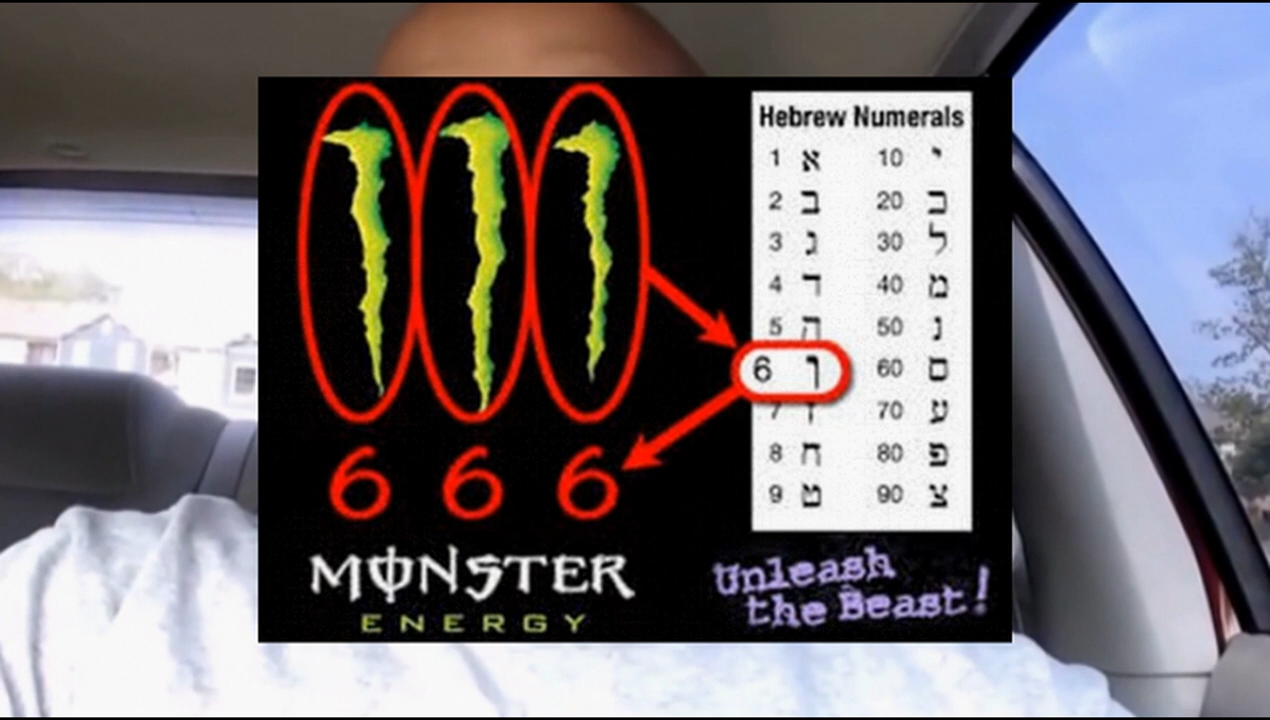 Hebrew Numerals
1 א 10 י
2 ב 20 כ
3 ג 30 ל
4 ד 40 מ
5 ה 50 נ
6 ו 60 ם
7 ז 70 ע
8 ח 80 פ
9 ט 90 צ
6 6 6
MONSTER
ENERGY
Unleash
the Beast!